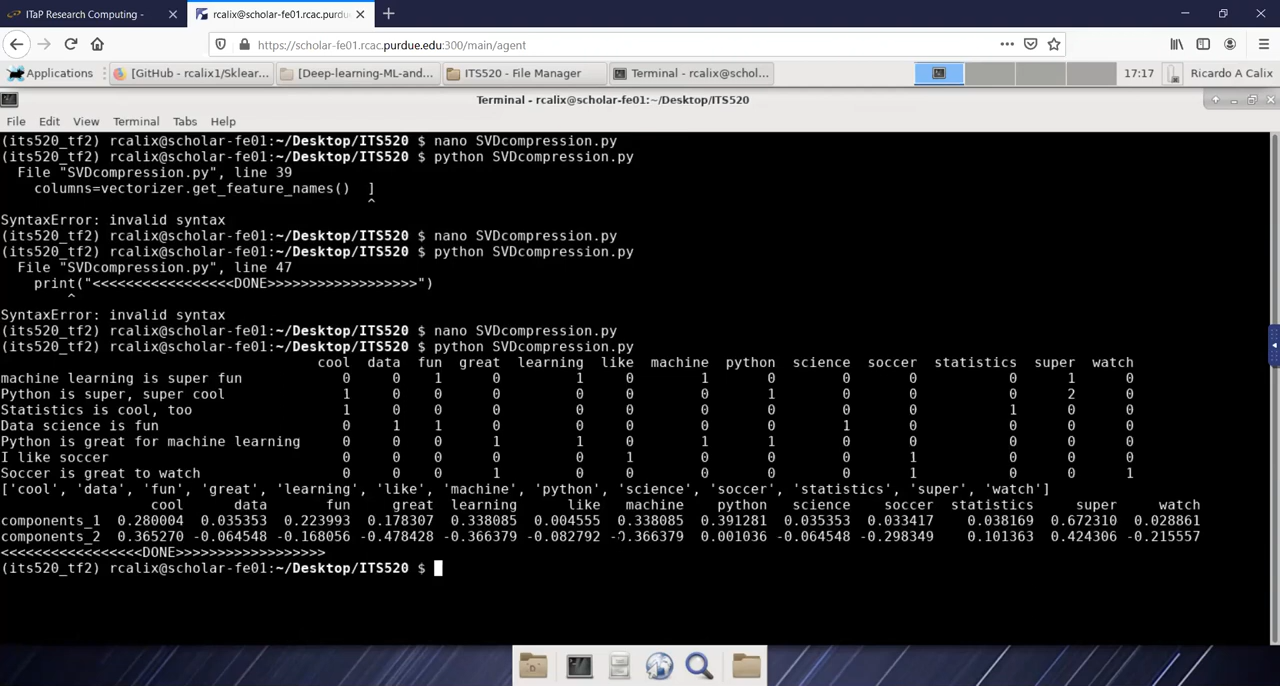 ITaP Research Computing -
rcalix@scholar-fe01.rcac.purdu
https://scholar-fe01.rcac.purdue.edu:300/main/agent
Applications
[GitHub - rcalix1/Sklear...
[Deep-learning-ML-and...
ITS520 - File Manager
Terminal - rcalix@schol...
17:17
Ricardo A Calix
Terminal - rcalix@scholar-fe01:~/Desktop/ITS520
File Edit View Terminal Tabs Help
(its520_tf2) rcalix@scholar-fe01:~/Desktop/ITS520 $ nano SVDcompression.py
(its520_tf2) rcalix@scholar-fe01:~/Desktop/ITS520 $ python SVDcompression.py
File "SVDcompression.py", line 39
columns=vectorizer.get_feature_names() ]
^
SyntaxError: invalid syntax
(its520_tf2) rcalix@scholar-fe01:~/Desktop/ITS520 $ nano SVDcompression.py
(its520_tf2) rcalix@scholar-fe01:~/Desktop/ITS520 $ python SVDcompression.py
File "SVDcompression.py", line 47
print("<<<<<<<<<<<<<<<<<DONE>>>>>>>>>>>>>>>>>>")
^
SyntaxError: invalid syntax
(its520_tf2) rcalix@scholar-fe01:~/Desktop/ITS520 $ nano SVDcompression.py
(its520_tf2) rcalix@scholar-fe01:~/Desktop/ITS520 $ python SVDcompression.py
cool data fun great learning like machine python science soccer statistics super watch
machine learning is super fun 0 0 1 0 1 0 1 0 0 0 0 1 0
Python is super, super cool 1 0 0 0 0 0 0 1 0 0 0 2 0
Statistics is cool, too 1 0 0 0 0 0 0 0 0 0 1 0 0
Data science is fun 0 1 1 0 0 0 0 0 1 0 0 0 0
Python is great for machine learning 0 0 0 1 1 0 1 1 0 0 0 0 0
I like soccer 0 0 0 0 0 1 0 0 0 1 0 0 0
Soccer is great to watch 0 0 0 1 0 0 0 0 0 1 0 0 1
['cool', 'data', 'fun', 'great', 'learning', 'like', 'machine', 'python', 'science', 'soccer', 'statistics', 'super', 'watch']
cool data fun great learning like machine python science soccer statistics super watch
components_1 0.280004 0.035353 0.223993 0.178307 0.338085 0.004555 0.338085 0.391281 0.035353 0.033417 0.038169 0.672310 0.028861
components_2 0.365270 -0.064548 -0.168056 -0.478428 -0.366379 -0.082792 -0.366379 0.001036 -0.064548 -0.298349 0.101363 0.424306 -0.215557
<<<<<<<<<<<<<<<<<DONE>>>>>>>>>>>>>>>>>>
(its520_tf2) rcalix@scholar-fe01:~/Desktop/ITS520 $